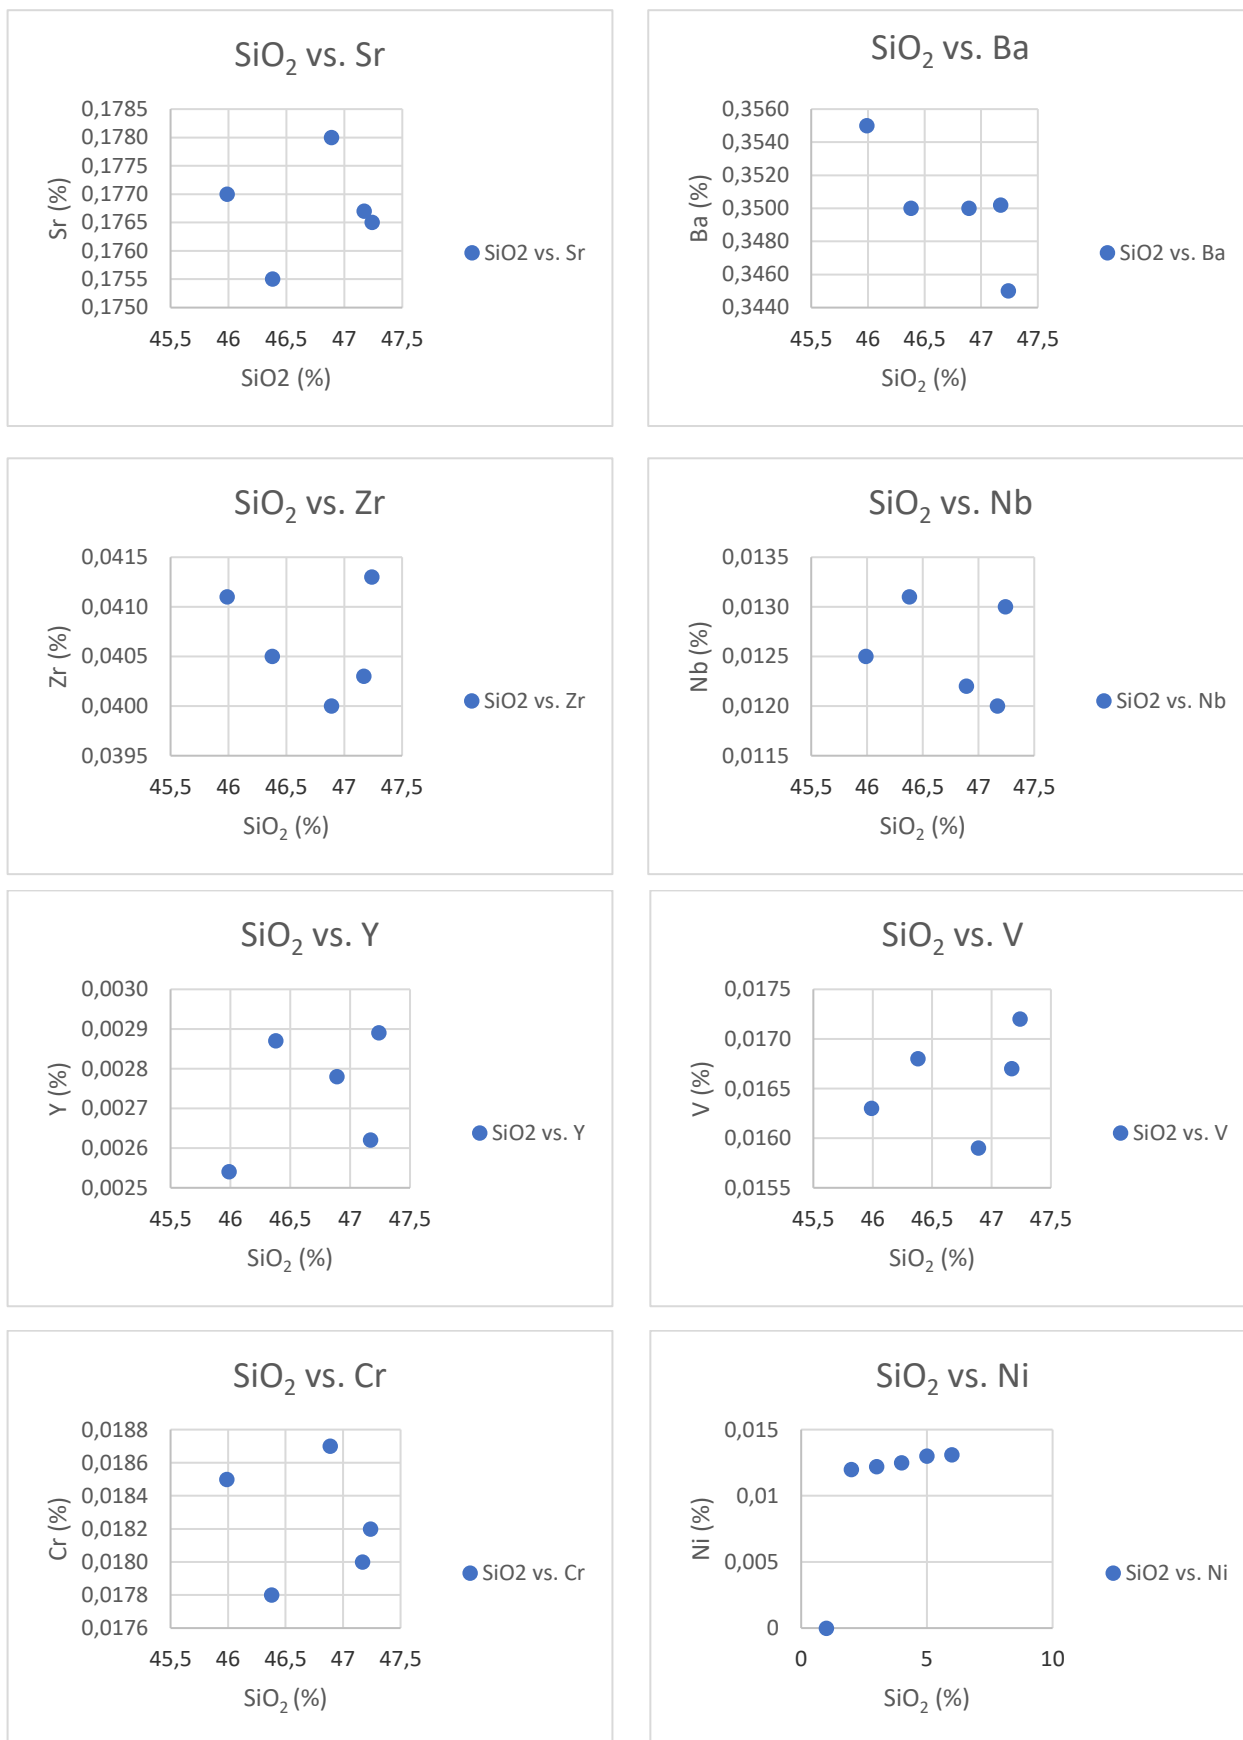 SiO₂ vs. Sr
0,1785
0,1780
0,1775
0,1770
0,1765
0,1760
0,1755
0,1750
Sr (%)
45,5 46 46,5 47 47,5
SiO2 (%)
SiO2 vs. Sr
SiO₂ vs. Ba
0,3560
0,3540
0,3520
0,3500
0,3480
0,3460
0,3440
Ba (%)
45,5 46 46,5 47 47,5
SiO₂ (%)
SiO2 vs. Ba
SiO₂ vs. Zr
0,0415
0,0410
0,0405
0,0400
0,0395
Zr (%)
45,5 46 46,5 47 47,5
SiO₂ (%)
SiO2 vs. Zr
SiO₂ vs. Nb
0,0135
0,0130
0,0125
0,0120
0,0115
Nb (%)
45,5 46 46,5 47 47,5
SiO₂ (%)
SiO2 vs. Nb
SiO₂ vs. Y
0,0030
0,0029
0,0028
0,0027
0,0026
0,0025
Y (%)
45,5 46 46,5 47 47,5
SiO₂ (%)
SiO2 vs. Y
SiO₂ vs. V
0,0175
0,0170
0,0165
0,0160
0,0155
V (%)
45,5 46 46,5 47 47,5
SiO₂ (%)
SiO2 vs. V
SiO₂ vs. Cr
0,0188
0,0186
0,0184
0,0182
0,0180
0,0178
0,0176
Cr (%)
45,5 46 46,5 47 47,5
SiO₂ (%)
SiO2 vs. Cr
SiO₂ vs. Ni
0,015
0,01
0,005
0
Ni (%)
0 5 10
SiO₂ (%)
SiO2 vs. Ni